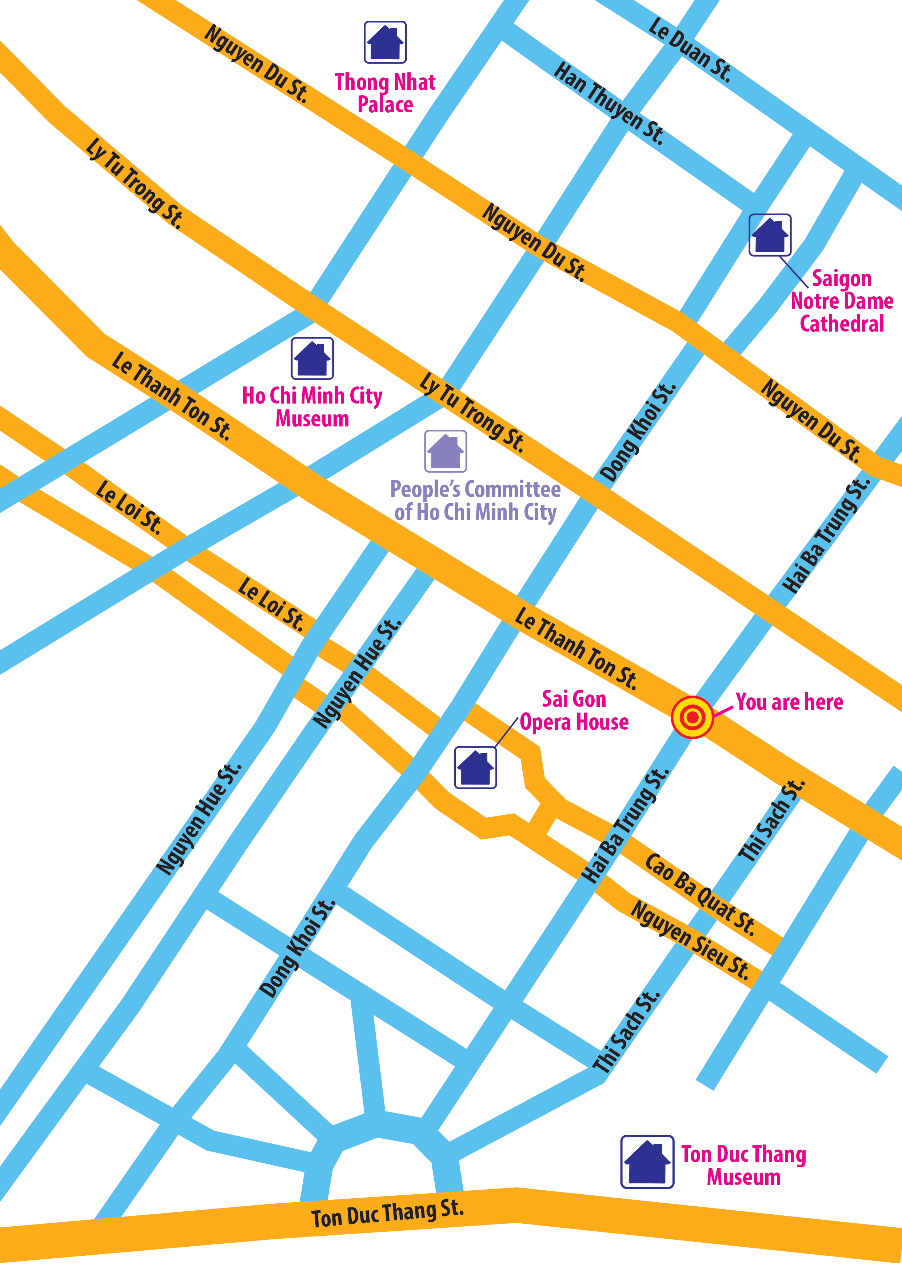 Le Duan St.
Nguyen Du St.
Thong Nhat
Palace
Han Thuyen St.
Ly Tu Trong St.
Nguyen Du St.
Saigon
Notre Dame
Cathedral
Le Thanh Ton St.
Ho Chi Minh City
Museum
Ly Tu Trong St.
Dong Khoi St.
Nguyen Du St.
People's Committee
of Ho Chi Minh City
Le Loi St.
Hai Ba Trung St.
Le Loi St.
Nguyen Hue St.
Le Thanh Ton St.
Sai Gon
Opera House
You are here
Nguyen Hue St.
Hai Ba Trung St.
Thi Sach St.
Cao Ba Quat St.
Nguyen Sieu St.
Dong Khoi St.
Thi Sach St.
Ton Duc Thang
Museum
Ton Duc Thang St.